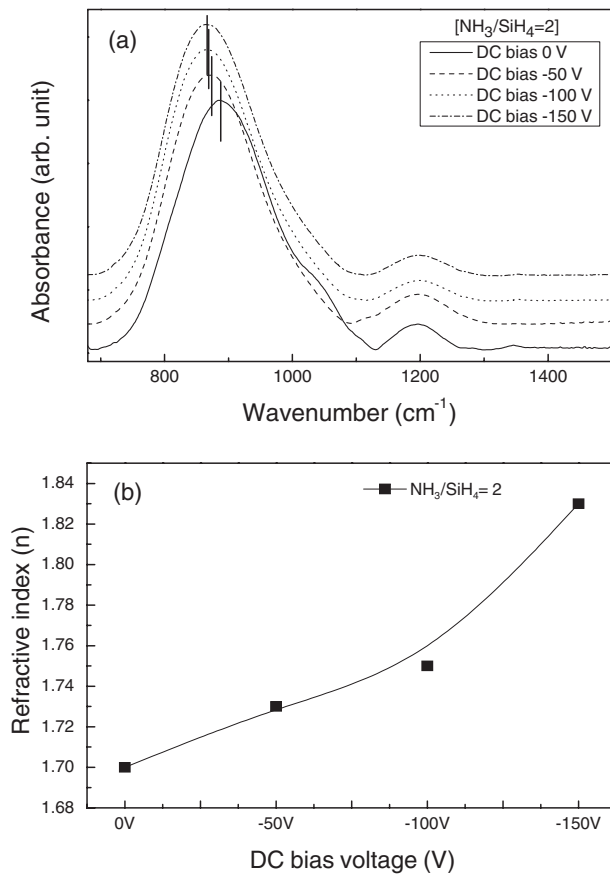 (a)
[NH₃/SiH₄=2]
DC bias 0 V
DC bias -50 V
DC bias -100 V
DC bias -150 V
Absorbance (arb. unit)
800 1000 1200 1400
Wavenumber (cm⁻¹)
(b)
NH₃/SiH₄= 2
Refractive index (n)
1.84
1.82
1.80
1.78
1.76
1.74
1.72
1.70
1.68
0V -50V -100V -150V
DC bias voltage (V)